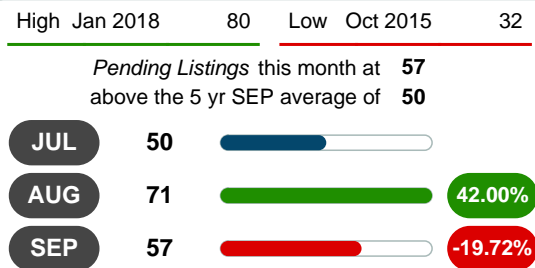 High Jan 2018 80 Low Oct 2015 32
Pending Listings this month at 57
above the 5 yr SEP average of 50
JUL 50
AUG 71 42.00%
SEP 57 -19.72%